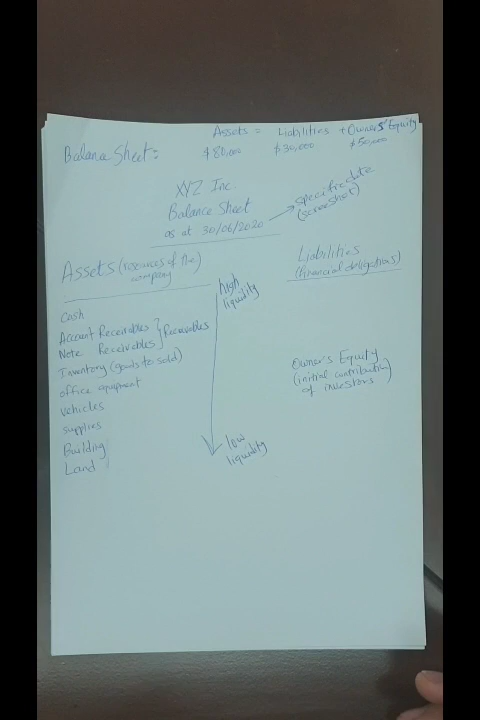 Assets = Liabilities + Owners' Equity
Balance Sheet:
$80,000 $30,000 $50,000
XYZ Inc.
Balance Sheet
as at 30/06/2020
specific date
(screenshot)
Assets (resources of the
company)
Cash
Account Receivables
Note Receivables
Receivables
Inventory (goods to sold)
office equipment
vehicles
supplies
Building
Land
high
liquidity
low
liquidity
Liabilities
(financial obligations)
Owner's Equity
(initial contribution
of investors)